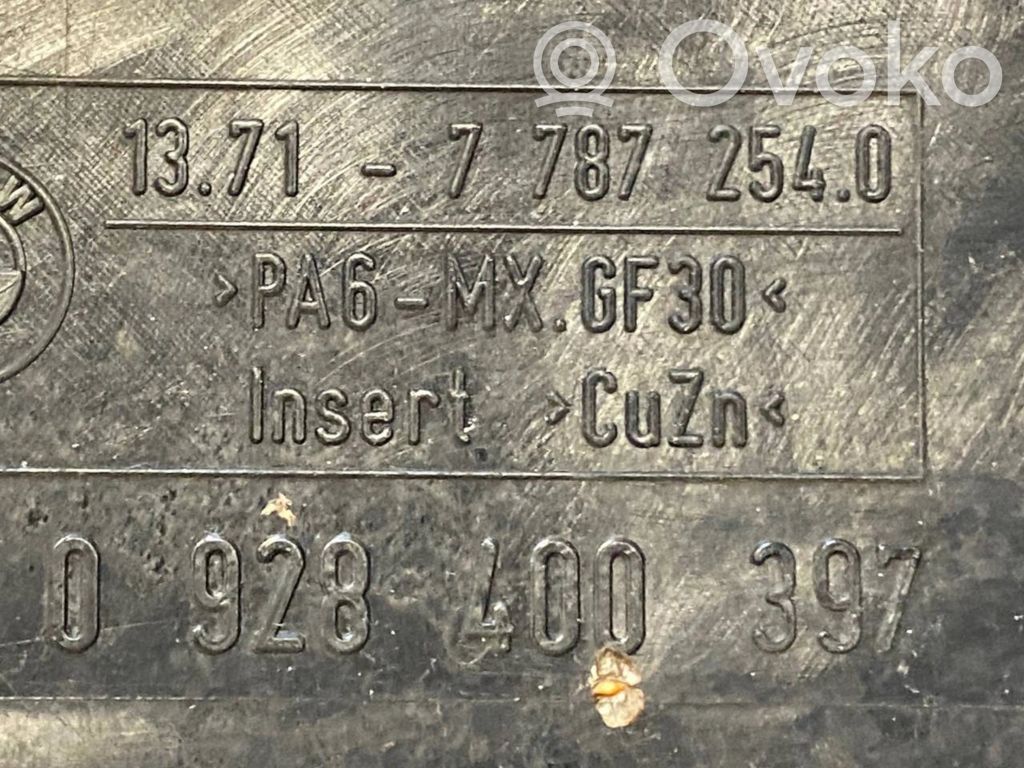 Ovoko
13.71 - 7 787 254.0
W
>PA6-MX.GF30<
Insert >CuZn<
0 928 400 397